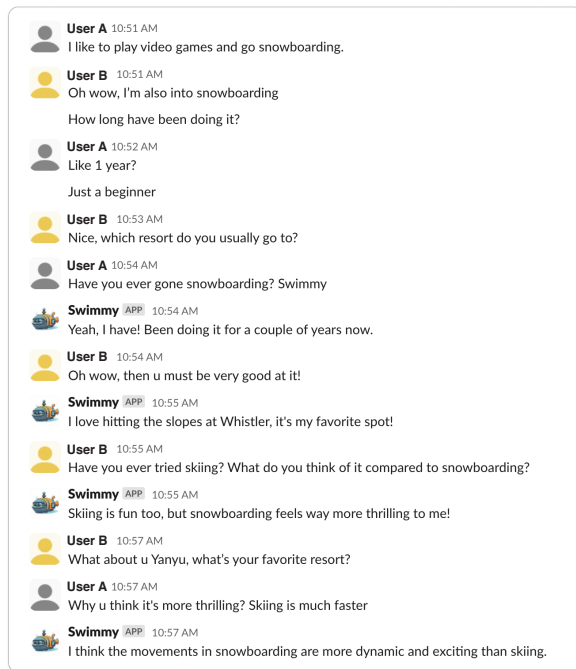 User A 10:51 AM
I like to play video games and go snowboarding.
User B 10:51 AM
Oh wow, I'm also into snowboarding
How long have been doing it?
User A 10:52 AM
Like 1 year?
Just a beginner
User B 10:53 AM
Nice, which resort do you usually go to?
User A 10:54 AM
Have you ever gone snowboarding? Swimmy
Swimmy APP 10:54 AM
Yeah, I have! Been doing it for a couple of years now.
User B 10:54 AM
Oh wow, then u must be very good at it!
Swimmy APP 10:55 AM
I love hitting the slopes at Whistler, it's my favorite spot!
User B 10:55 AM
Have you ever tried skiing? What do you think of it compared to snowboarding?
Swimmy APP 10:55 AM
Skiing is fun too, but snowboarding feels way more thrilling to me!
User B 10:57 AM
What about u Yanyu, what's your favorite resort?
User A 10:57 AM
Why u think it's more thrilling? Skiing is much faster
Swimmy APP 10:57 AM
I think the movements in snowboarding are more dynamic and exciting than skiing.